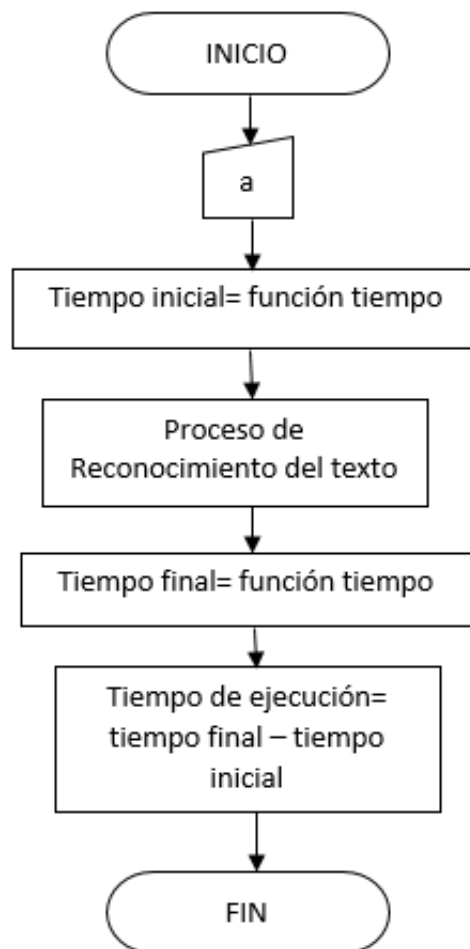 INICIO
a
Tiempo inicial= función tiempo
Proceso de
Reconocimiento del texto
Tiempo final= función tiempo
Tiempo de ejecución=
tiempo final – tiempo
inicial
FIN